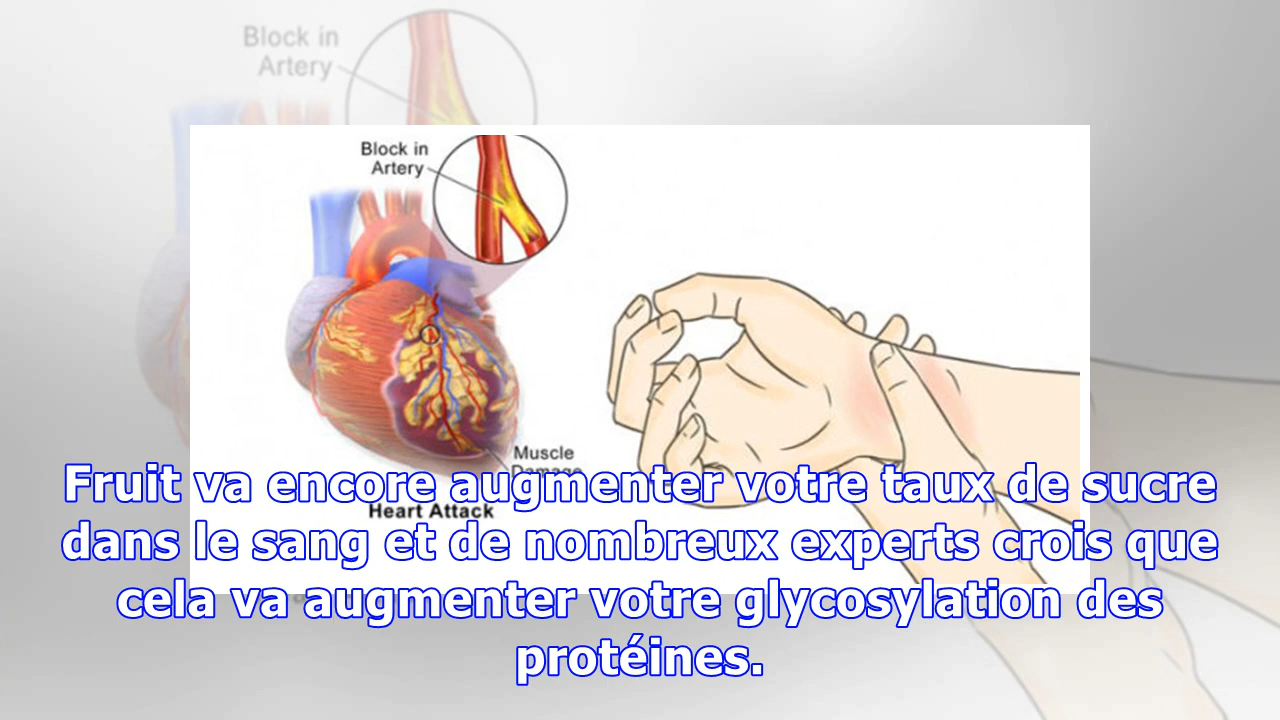 Block in
Artery
Block in
Artery
Muscle
Damage
Heart Attack
Fruit va encore augmenter votre taux de sucre
dans le sang et de nombreux experts crois que
cela va augmenter votre glycosylation des
protéines.